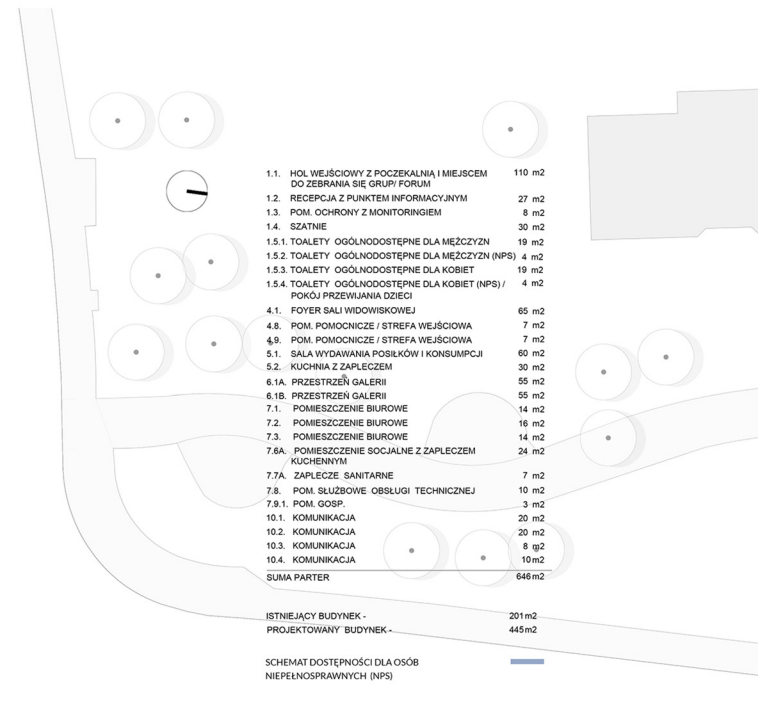 1.1. HOL WEJŚCIOWY Z POCZEKALNIĄ I MIEJSCEM 110 m2
DO ZEBRANIA SIĘ GRUP/ FORUM
1.2. RECEPCJA Z PUNKTEM INFORMACYJNYM 27 m2
1.3. POM. OCHRONY Z MONITORINGIEM 8 m2
1.4. SZATNIE 30 m2
1.5.1. TOALETY OGÓLNODOSTĘPNE DLA MĘŻCZYZN 19 m2
1.5.2. TOALETY OGÓLNODOSTĘPNE DLA MĘŻCZYZN (NPS) 4 m2
1.5.3. TOALETY OGÓLNODOSTĘPNE DLA KOBIET 19 m2
1.5.4. TOALETY OGÓLNODOSTĘPNE DLA KOBIET (NPS) / 4 m2
POKÓJ PRZEWIJANIA DZIECI
4.1. FOYER SALI WIDOWISKOWEJ 65 m2
4.8. POM. POMOCNICZE / STREFA WEJŚCIOWA 7 m2
4.9. POM. POMOCNICZE / STREFA WEJŚCIOWA 7 m2
5.1. SALA WYDAWANIA POSIŁKÓW I KONSUMPCJI 60 m2
5.2. KUCHNIA Z ZAPLECZEM 30 m2
6.1A. PRZESTRZEŃ GALERII 55 m2
6.1B. PRZESTRZEŃ GALERII 55 m2
7.1. POMIESZCZENIE BIUROWE 14 m2
7.2. POMIESZCZENIE BIUROWE 16 m2
7.3. POMIESZCZENIE BIUROWE 14 m2
7.6A. POMIESZCZENIE SOCJALNE Z ZAPLECZEM 24 m2
KUCHENNYM
7.7A. ZAPLECZE SANITARNE 7 m2
7.8. POM. SŁUŻBOWE OBSŁUGI TECHNICZNEJ 10 m2
7.9.1. POM. GOSP. 3 m2
10.1. KOMUNIKACJA 20 m2
10.2. KOMUNIKACJA 20 m2
10.3. KOMUNIKACJA 8 m2
10.4. KOMUNIKACJA 10 m2
SUMA PARTER 646 m2
ISTNIEJĄCY BUDYNEK - 201 m2
PROJEKTOWANY BUDYNEK - 445 m2
SCHEMAT DOSTĘPNOŚCI DLA OSÓB
NIEPEŁNOSPRAWNYCH (NPS)